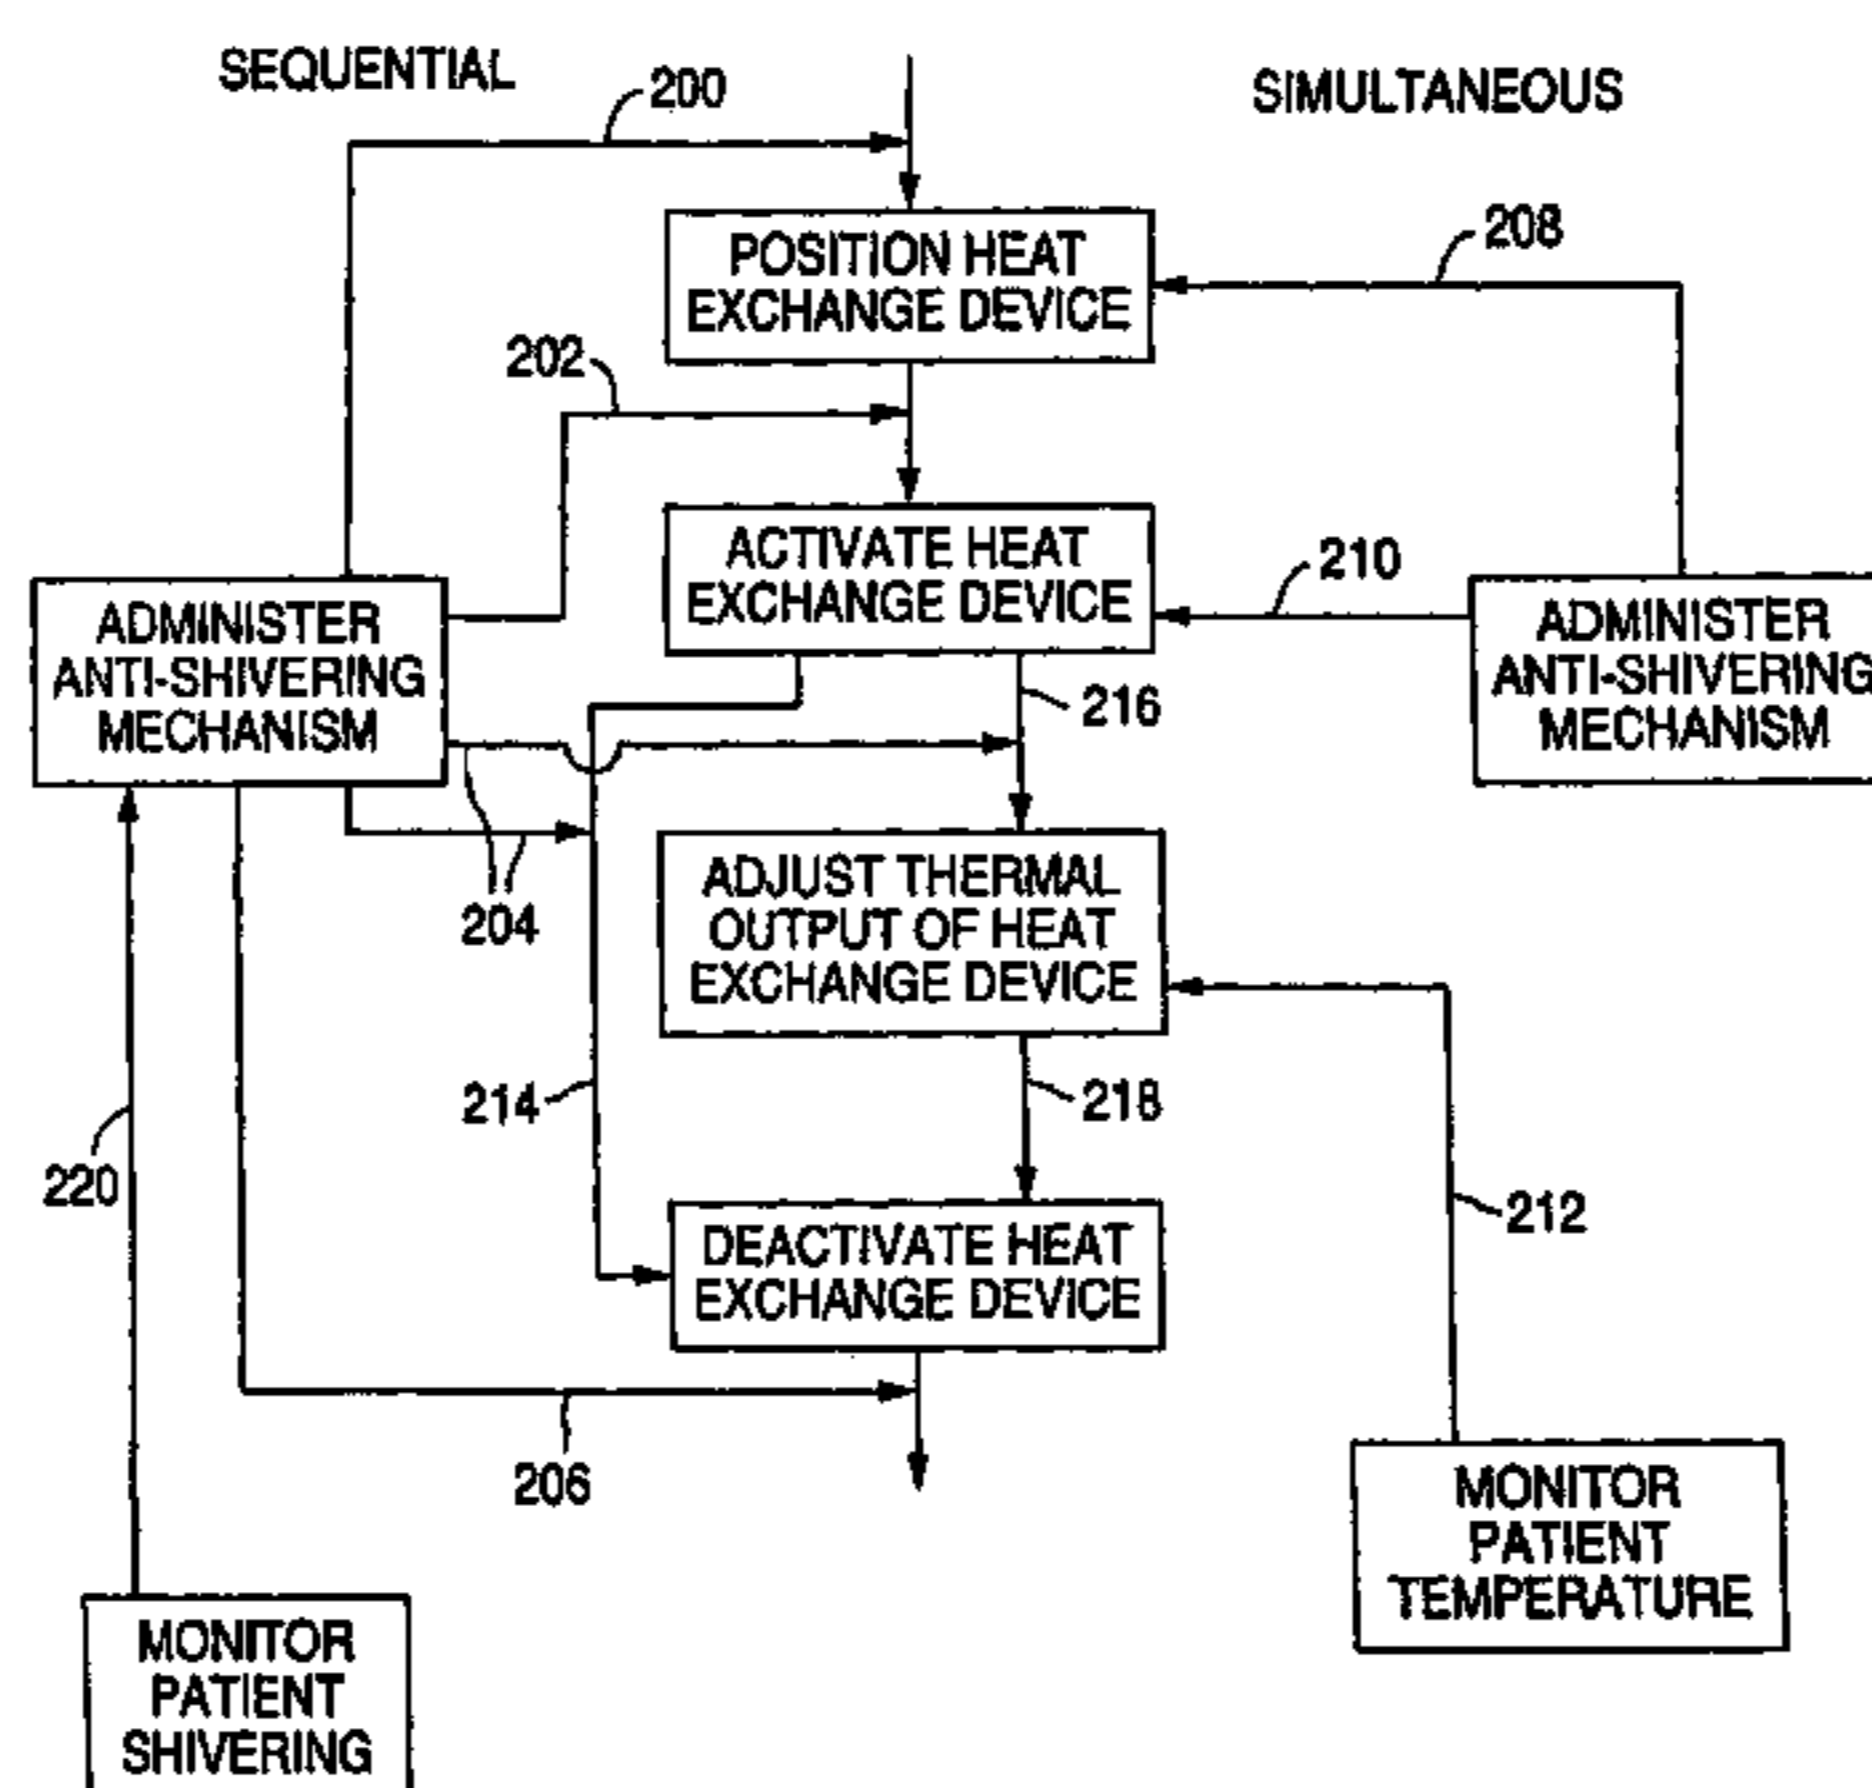 SEQUENTIAL
200
SIMULTANEOUS
POSITION HEAT
EXCHANGE DEVICE
208
202
ACTIVATE HEAT
EXCHANGE DEVICE
210
ADMINISTER
ANTI-SHIVERING
MECHANISM
ADMINISTER
ANTI-SHIVERING
MECHANISM
216
204
ADJUST THERMAL
OUTPUT OF HEAT
EXCHANGE DEVICE
214
218
220
212
DEACTIVATE HEAT
EXCHANGE DEVICE
206
MONITOR
PATIENT
TEMPERATURE
MONITOR
PATIENT
SHIVERING